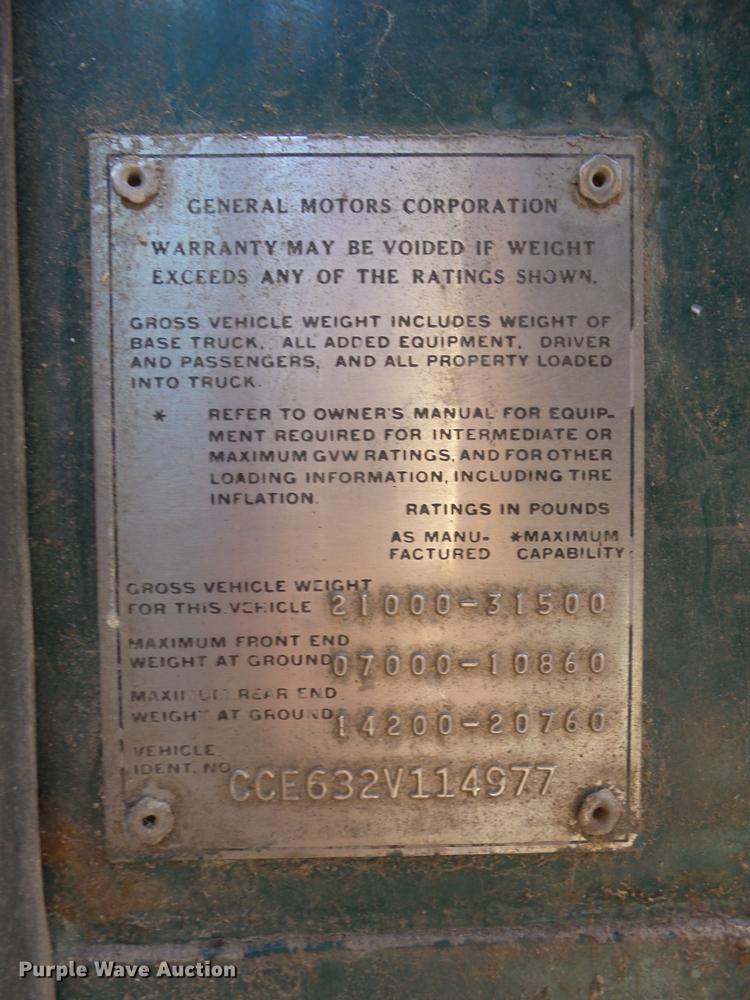 GENERAL MOTORS CORPORATION
WARRANTY MAY BE VOIDED IF WEIGHT
EXCEEDS ANY OF THE RATINGS SHOWN.
GROSS VEHICLE WEIGHT INCLUDES WEIGHT OF
BASE TRUCK, ALL ADDED EQUIPMENT, DRIVER
AND PASSENGERS, AND ALL PROPERTY LOADED
INTO TRUCK.
* REFER TO OWNER'S MANUAL FOR EQUIP-
MENT REQUIRED FOR INTERMEDIATE OR
MAXIMUM GVW RATINGS, AND FOR OTHER
LOADING INFORMATION, INCLUDING TIRE
INFLATION.
RATINGS IN POUNDS
AS MANU- *MAXIMUM
FACTURED CAPABILITY
GROSS VEHICLE WEIGHT
FOR THIS VEHICLE 21000-31500
MAXIMUM FRONT END
WEIGHT AT GROUND 07000-10860
MAXIMUM REAR END
WEIGHT AT GROUND 14200-20760
VEHICLE
IDENT. NO. CCE632V114977
Purple Wave Auction